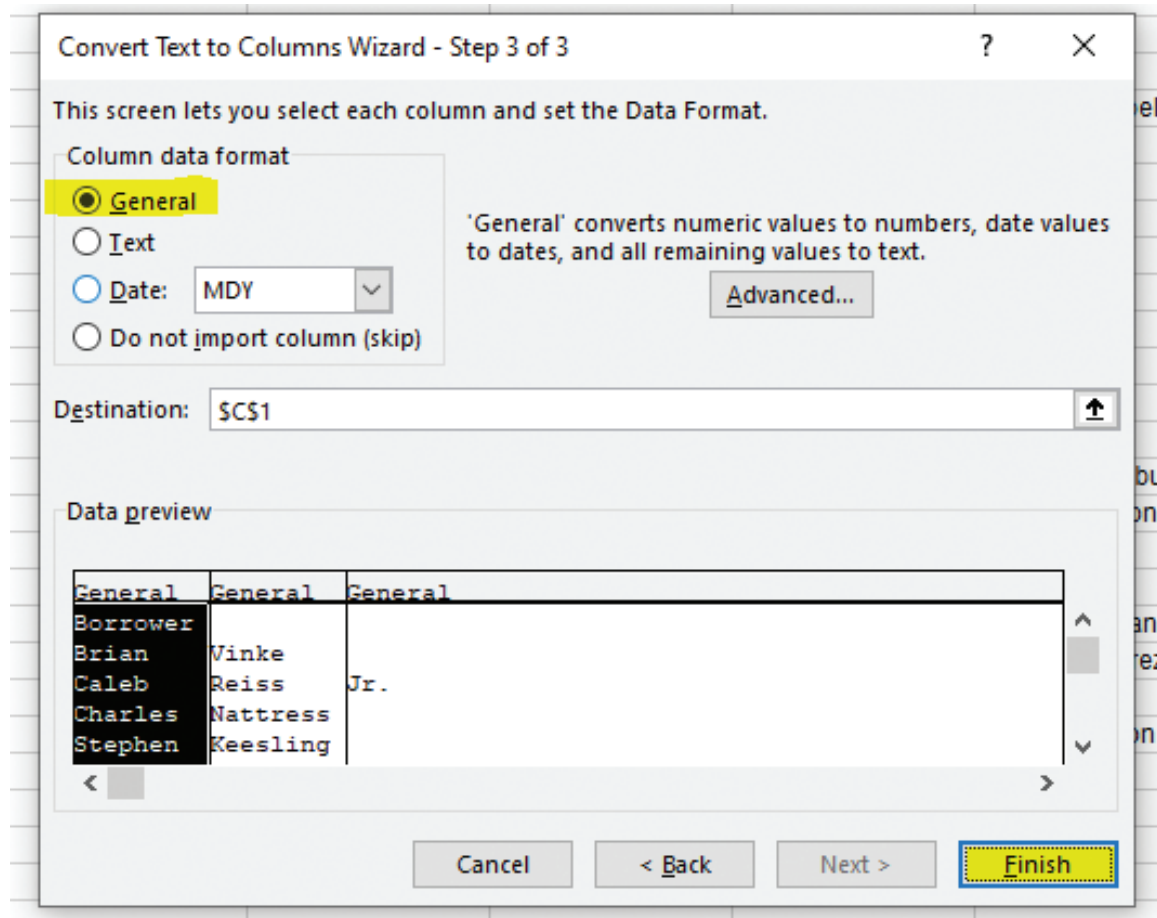 Convert Text to Columns Wizard - Step 3 of 3 ?
This screen lets you select each column and set the Data Format.
Column data format
General
Text
Date: MDY
Do not import column (skip)
'General' converts numeric values to numbers, date values
to dates, and all remaining values to text.
Advanced...
Destination: $C$1
Data preview
General General General
Borrower
Brian Vinke
Caleb Reiss Jr.
Charles Nattress
Stephen Keesling
Cancel < Back Next > Finish